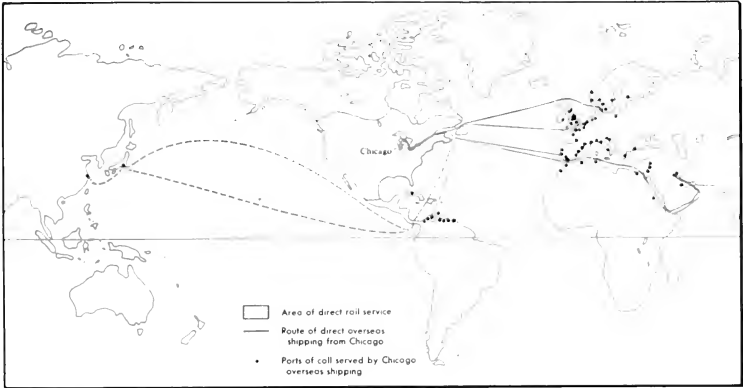 Chicago
Area of direct rail service
Route of direct overseas
shipping from Chicago
Ports of call served by Chicago
overseas shipping